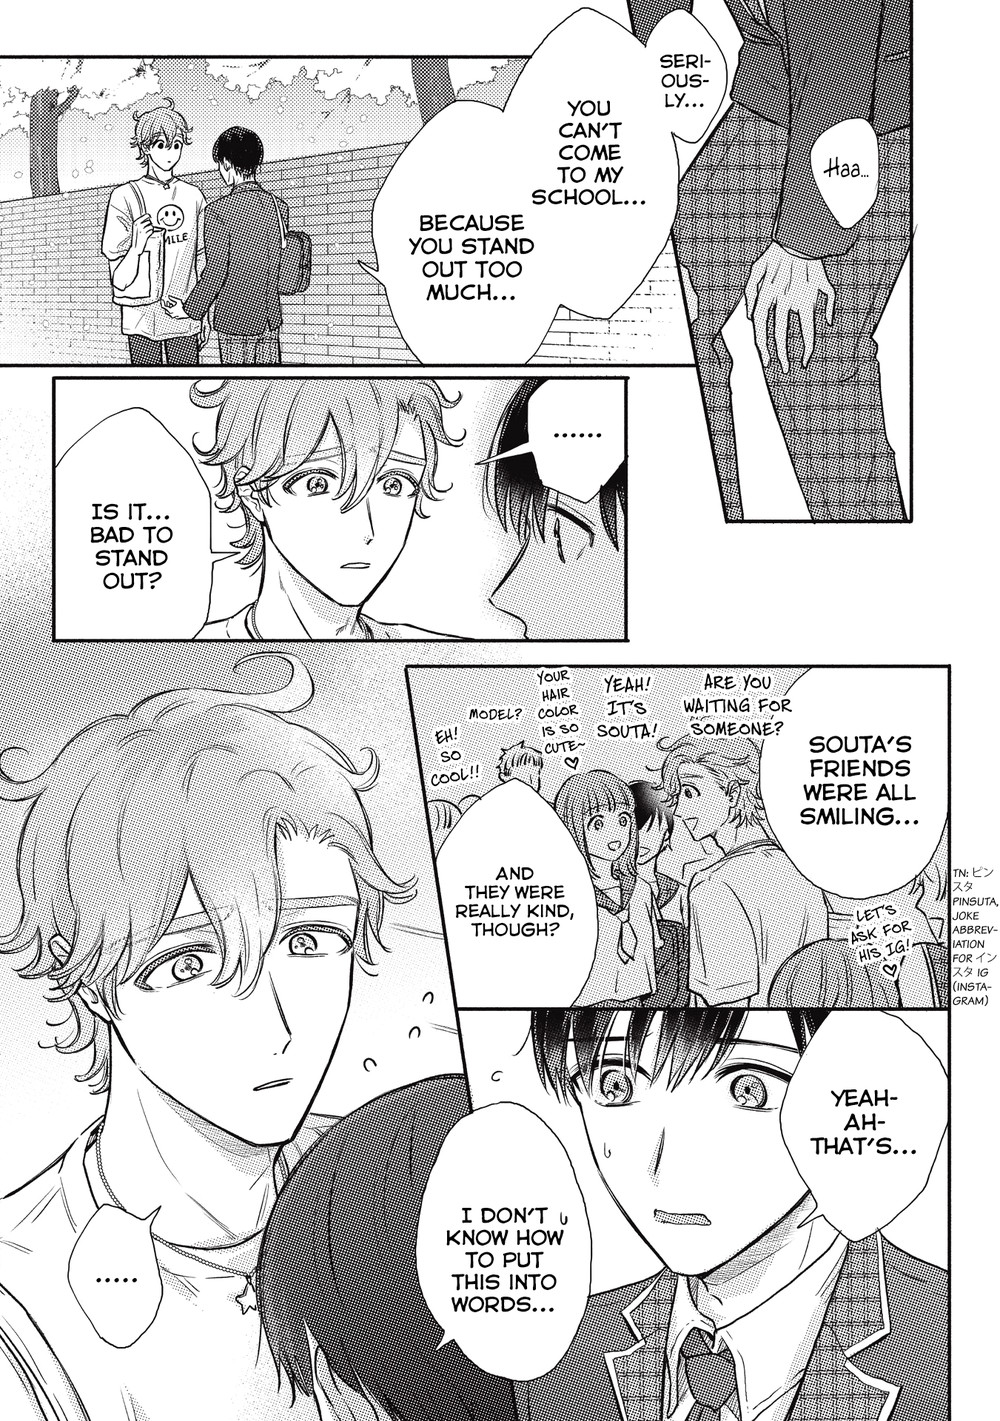 SERI-
OUS-
LY...
Haa...
YOU
CAN'T
COME
TO MY
SCHOOL...
BECAUSE
YOU STAND
OUT TOO
MUCH...
MILLE
......
IS IT...
BAD TO
STAND
OUT?
SOUTA'S
FRIENDS
WERE ALL
SMILING...
ARE YOU
WAITING FOR
SOMEONE?
YEAH!
IT'S
SOUTA!
YOUR
HAIR
COLOR
IS SO
CUTE~
MODEL?
EH!
SO
COOL!!
AND
THEY WERE
REALLY KIND,
THOUGH?
LET'S
ASK FOR
HIS IG!
TN: ピン
スタ
PINSUTA,
JOKE
ABBREV-
IATION
FOR イン
スタ IG
(INSTA-
GRAM)
YEAH-
AH-
THAT'S...
I DON'T
KNOW HOW
TO PUT
THIS INTO
WORDS...
.....